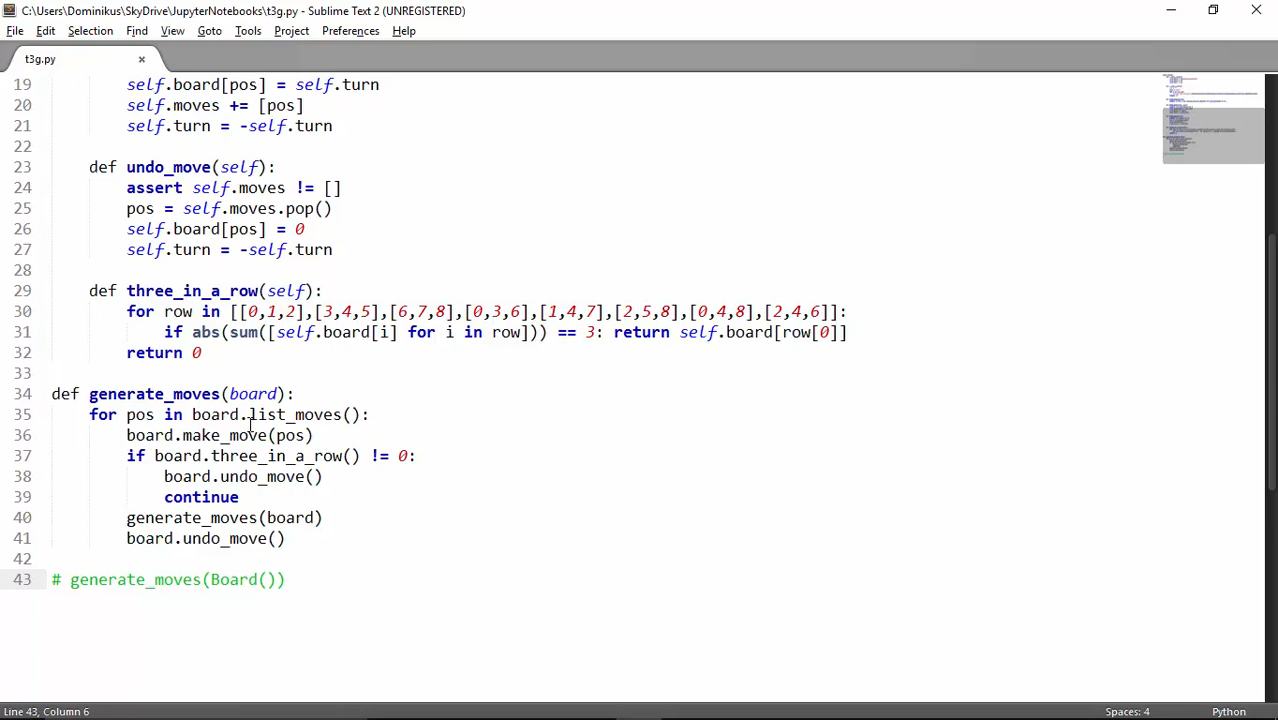 C:\Users\Dominikus\SkyDrive\JupyterNotebooks\t3g.py - Sublime Text 2 (UNREGISTERED)
File Edit Selection Find View Goto Tools Project Preferences Help
t3g.py ×
19 self.board[pos] = self.turn
20 self.moves += [pos]
21 self.turn = -self.turn
22
23 def undo_move(self):
24 assert self.moves != []
25 pos = self.moves.pop()
26 self.board[pos] = 0
27 self.turn = -self.turn
28
29 def three_in_a_row(self):
30 for row in [[0,1,2],[3,4,5],[6,7,8],[0,3,6],[1,4,7],[2,5,8],[0,4,8],[2,4,6]]:
31 if abs(sum([self.board[i] for i in row])) == 3: return self.board[row[0]]
32 return 0
33
34 def generate_moves(board):
35 for pos in board.list_moves():
36 board.make_move(pos)
37 if board.three_in_a_row() != 0:
38 board.undo_move()
39 continue
40 generate_moves(board)
41 board.undo_move()
42
43 # generate_moves(Board())
Line 43, Column 6 Spaces: 4 Python